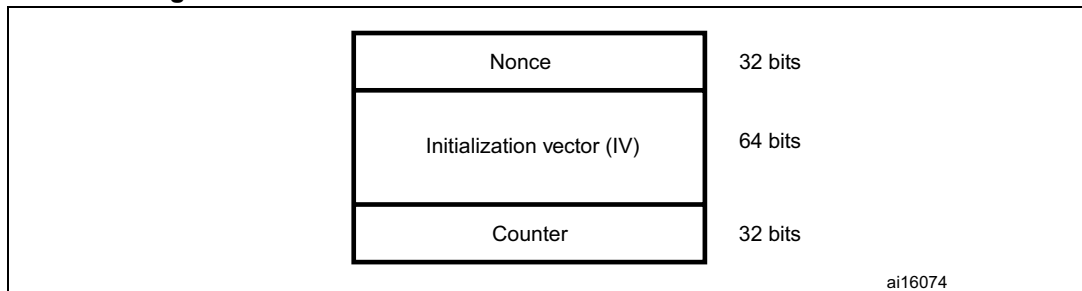 Nonce 32 bits
Initialization vector (IV) 64 bits
Counter 32 bits
ai16074